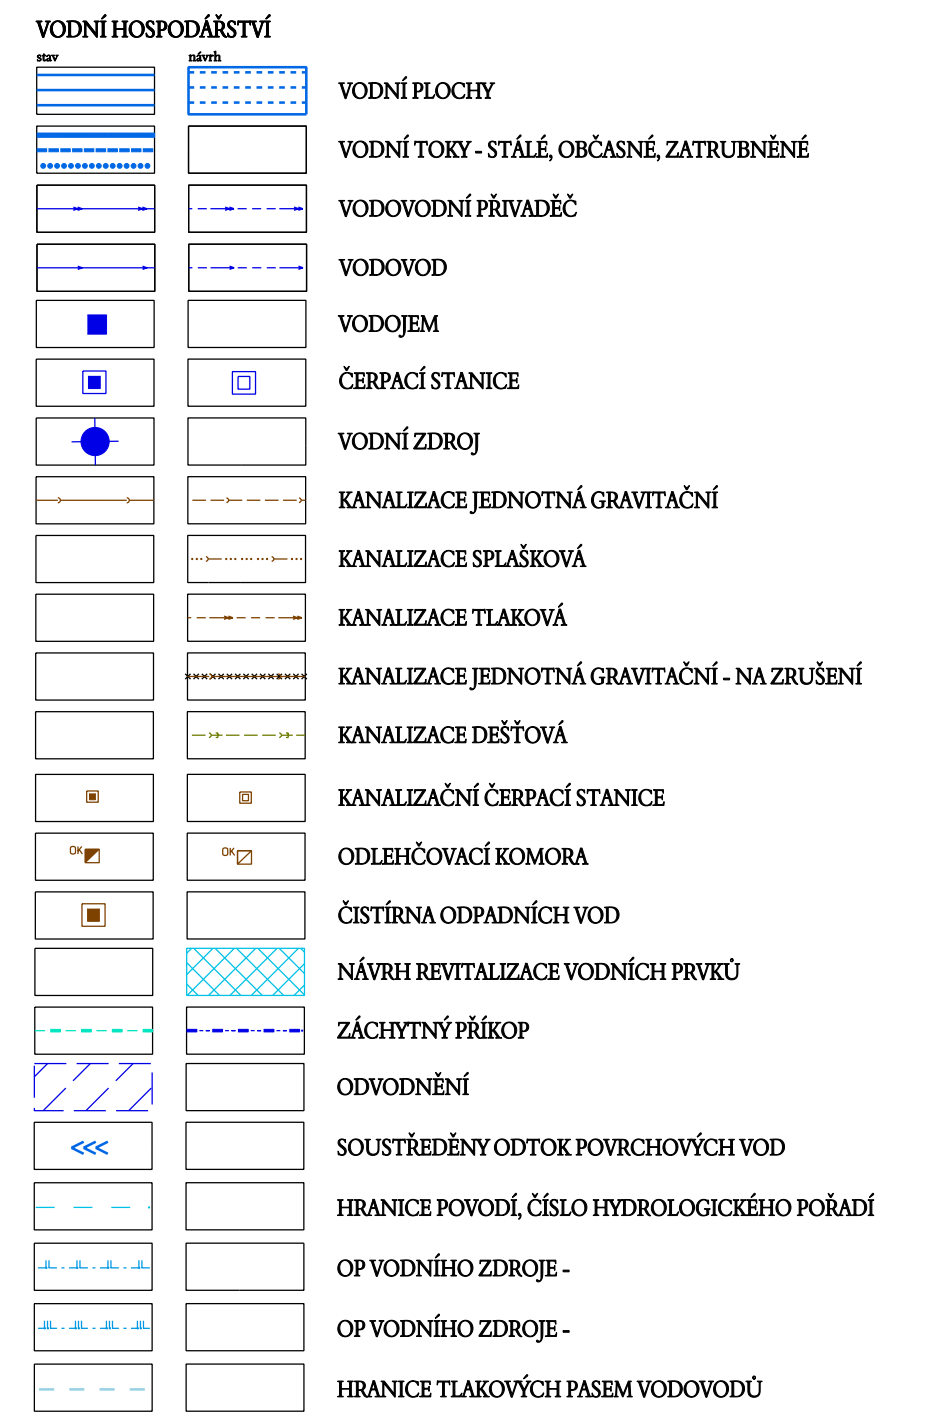 VODNÍ HOSPODÁŘSTVÍ
stav návrh
VODNÍ PLOCHY
VODNÍ TOKY - STÁLÉ, OBČASNÉ, ZATRUBNĚNÉ
VODOVODNÍ PŘIVADĚČ
VODOVOD
VODOJEM
ČERPACÍ STANICE
VODNÍ ZDROJ
KANALIZACE JEDNOTNÁ GRAVITAČNÍ
KANALIZACE SPLAŠKOVÁ
KANALIZACE TLAKOVÁ
KANALIZACE JEDNOTNÁ GRAVITAČNÍ - NA ZRUŠENÍ
KANALIZACE DEŠŤOVÁ
KANALIZAČNÍ ČERPACÍ STANICE
OK OK ODLEHČOVACÍ KOMORA
ČISTÍRNA ODPADNÍCH VOD
NÁVRH REVITALIZACE VODNÍCH PRVKŮ
ZÁCHYTNÝ PŘÍKOP
ODVODNĚNÍ
SOUSTŘEDĚNY ODTOK POVRCHOVÝCH VOD
HRANICE POVODÍ, ČÍSLO HYDROLOGICKÉHO POŘADÍ
OP VODNÍHO ZDROJE -
OP VODNÍHO ZDROJE -
HRANICE TLAKOVÝCH PASEM VODOVODŮ